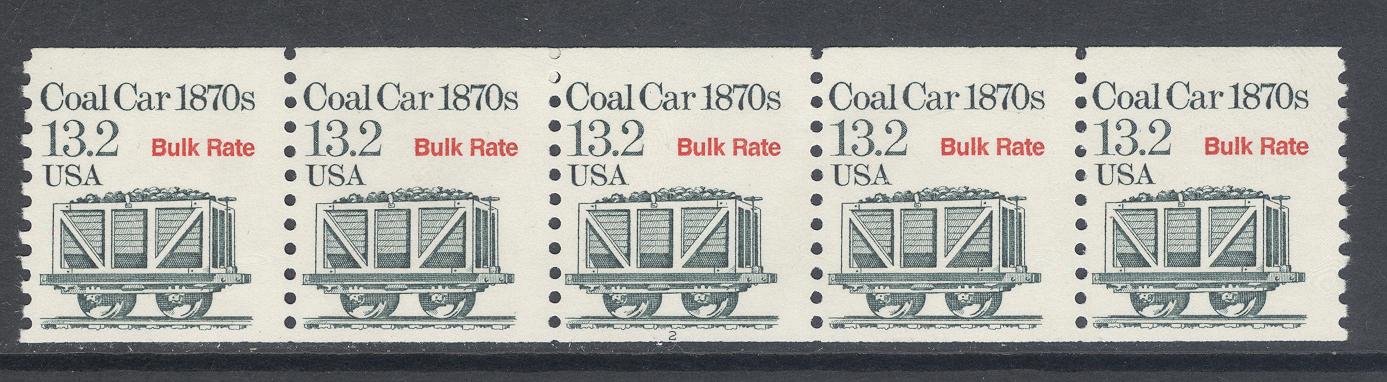 Coal Car 1870s Coal Car 1870s Coal Car 1870s Coal Car 1870s Coal Car 1870s
13.2 Bulk Rate 13.2 Bulk Rate 13.2 Bulk Rate 13.2 Bulk Rate 13.2 Bulk Rate
USA USA USA USA USA
2